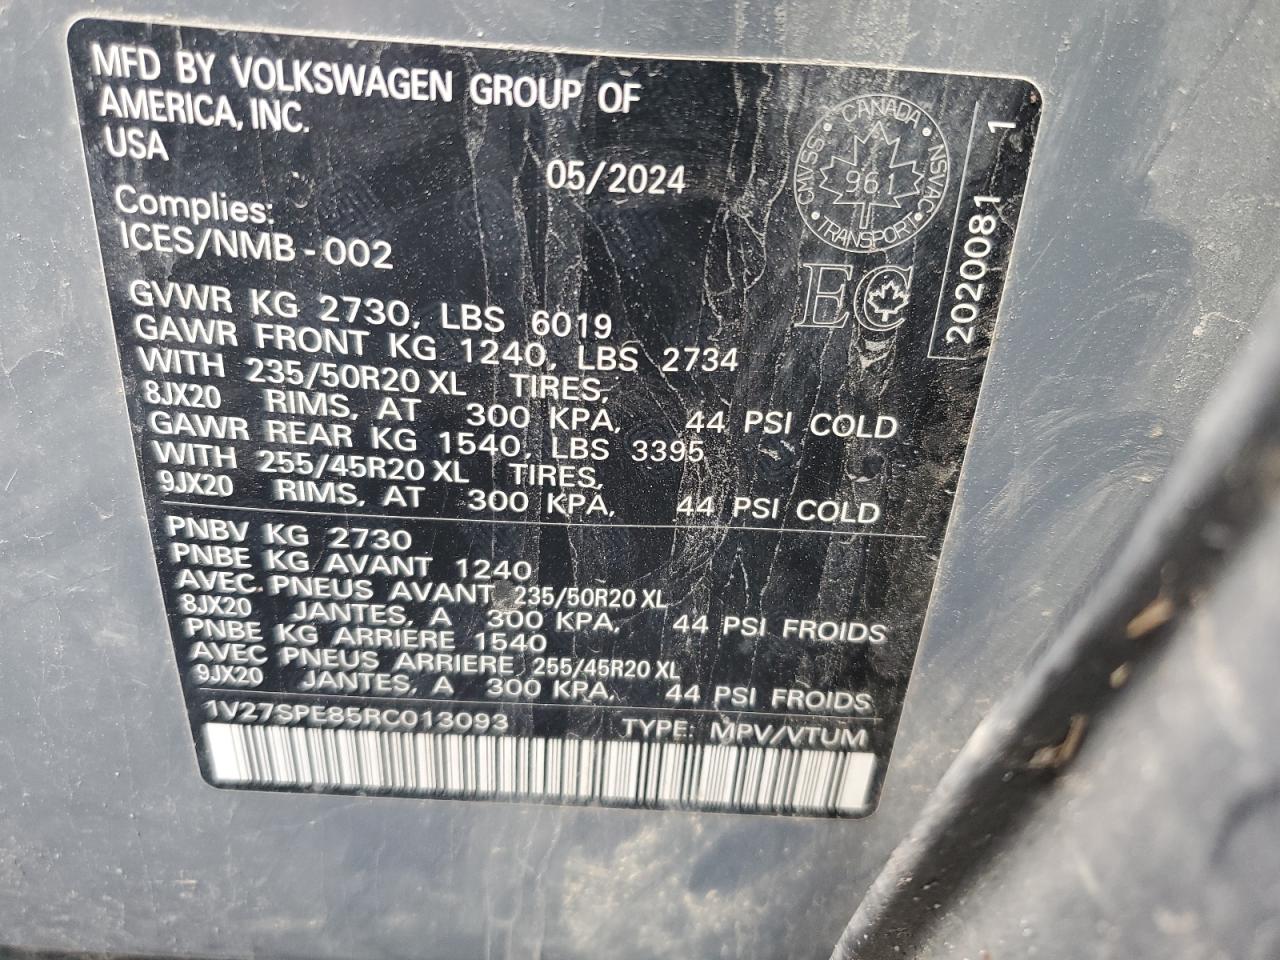 MFD BY VOLKSWAGEN GROUP OF
AMERICA, INC.
USA
05/2024
Complies:
ICES/NMB-002
CANADA
CMVSS
NSVAC
961
TRANSPORT
EC
2020081 1
GVWR KG 2730, LBS 6019
GAWR FRONT KG 1240, LBS 2734
WITH 235/50R20 XL TIRES,
8JX20 RIMS, AT 300 KPA, 44 PSI COLD
GAWR REAR KG 1540, LBS 3395
WITH 255/45R20 XL TIRES,
9JX20 RIMS, AT 300 KPA, 44 PSI COLD
PNBV KG 2730
PNBE KG AVANT 1240
AVEC PNEUS AVANT 235/50R20 XL
8JX20 JANTES, A 300 KPA, 44 PSI FROIDS
PNBE KG ARRIERE 1540
AVEC PNEUS ARRIERE 255/45R20 XL
9JX20 JANTES, A 300 KPA, 44 PSI FROIDS
1V27SPE85RC013093 TYPE: MPV/VTUM